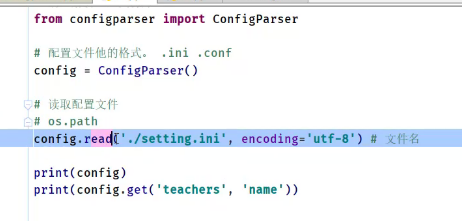 from configparser import ConfigParser
# 配置文件他的格式。 .ini .conf
config = ConfigParser()
# 读取配置文件
# os.path
config.read('./setting.ini', encoding='utf-8') # 文件名
print(config)
print(config.get('teachers', 'name'))